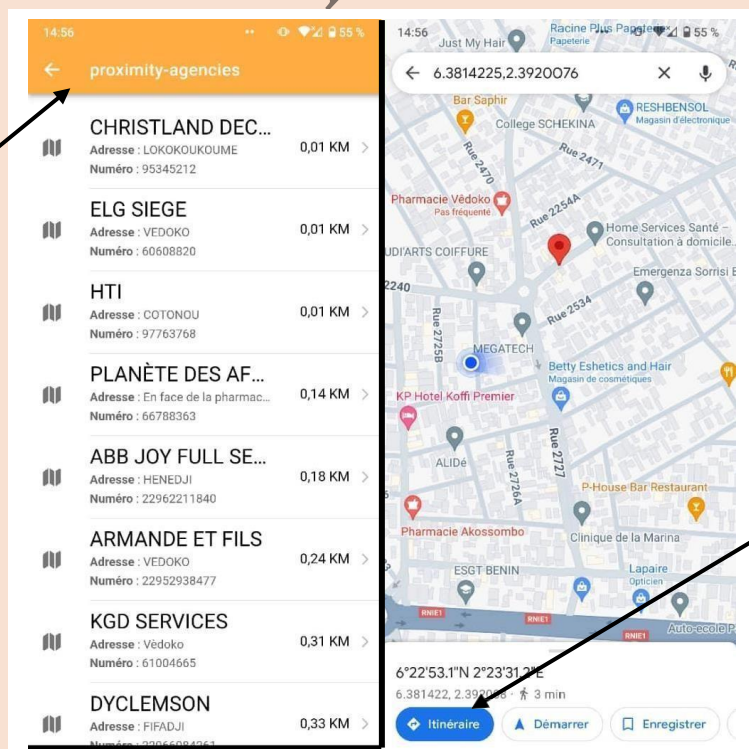 14:56
55 %
proximity-agencies
CHRISTLAND DEC...
Adresse : LOKOKOUKOUME
Numéro : 95345212
0,01 KM
ELG SIEGE
Adresse : VEDOKO
Numéro : 60608820
0,01 KM
HTI
Adresse : COTONOU
Numéro : 97763768
0,01 KM
PLANÈTE DES AF...
Adresse : En face de la pharmac...
Numéro : 66788363
0,14 KM
ABB JOY FULL SE...
Adresse : HENEDJI
Numéro : 22962211840
0,18 KM
ARMANDE ET FILS
Adresse : VEDOKO
Numéro : 22952938477
0,24 KM
KGD SERVICES
Adresse : Vèdoko
Numéro : 61004665
0,31 KM
DYCLEMSON
Adresse : FIFADJI
0,33 KM
14:56
55 %
Racine Plus
Papeterie
Just My Hair
6.3814225,2.3920076
Bar Saphir
RESHBENSOL
Magasin d'électronique
College SCHEKINA
Rue 2471
Rue 2470
Pharmacie Vêdoko
Pas fréquenté
Rue 2254A
Home Services Santé –
Consultation à domicile..
UDI'ARTS COIFFURE
Emergenza Sorrisi B
2240
Rue 2534
Rue 2725B
MEGATECH
Betty Eshetics and Hair
Magasin de cosmétiques
KP Hotel Koffi Premier
Rue 2727
ALIDé
Rue 2726A
P-House Bar Restaurant
Pharmacie Akossombo
Clinique de la Marina
ESGT BENIN
Lapaire
Opticien
RNIE1
RNIE1
RNIE1
Auto-ecole P
6°22'53.1"N 2°23'31.2"E
6.381422, 2.392008 · 3 min
Itinéraire
Démarrer
Enregistrer